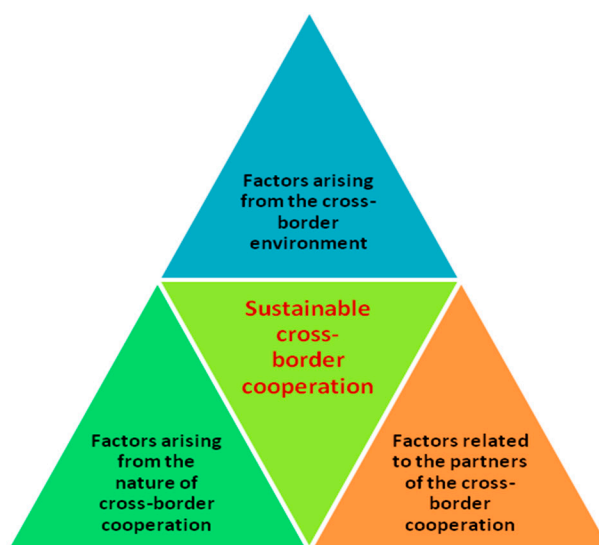 Factors arising
from the cross-
border
environment
Sustainable
cross-
border
cooperation
Factors arising
from the
nature of
cross-border
cooperation
Factors related
to the partners
of the cross-
border
cooperation